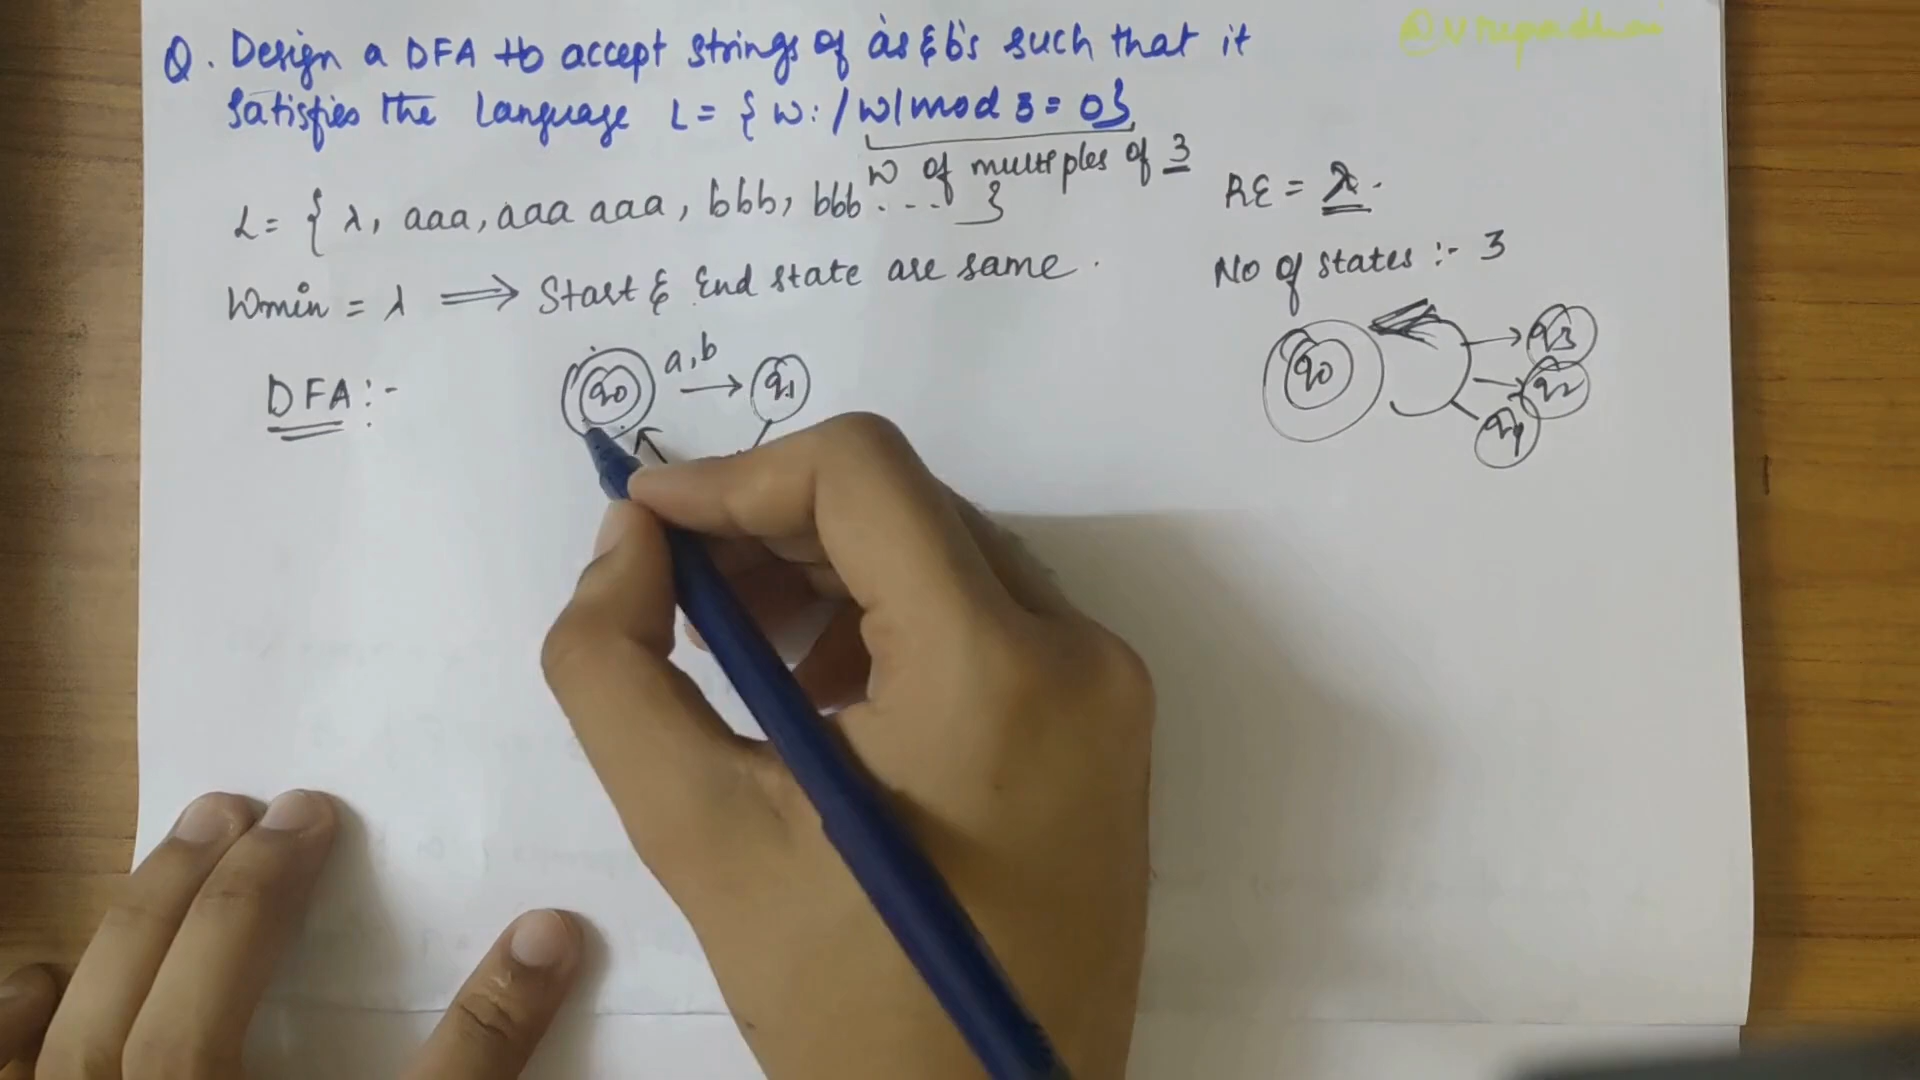 Q. Design a DFA to accept strings of a's & b's such that it
satisfies the Language L = { w : |w| mod 3 = 0}
w of multiples of 3
L = { λ, aaa, aaa aaa, bbb, bbb .... }
Wmin = λ ⟹ Start & End state are same.
RE = λ.
No of states :- 3
DFA :-
q0 a,b → q1
q0 q3
q2